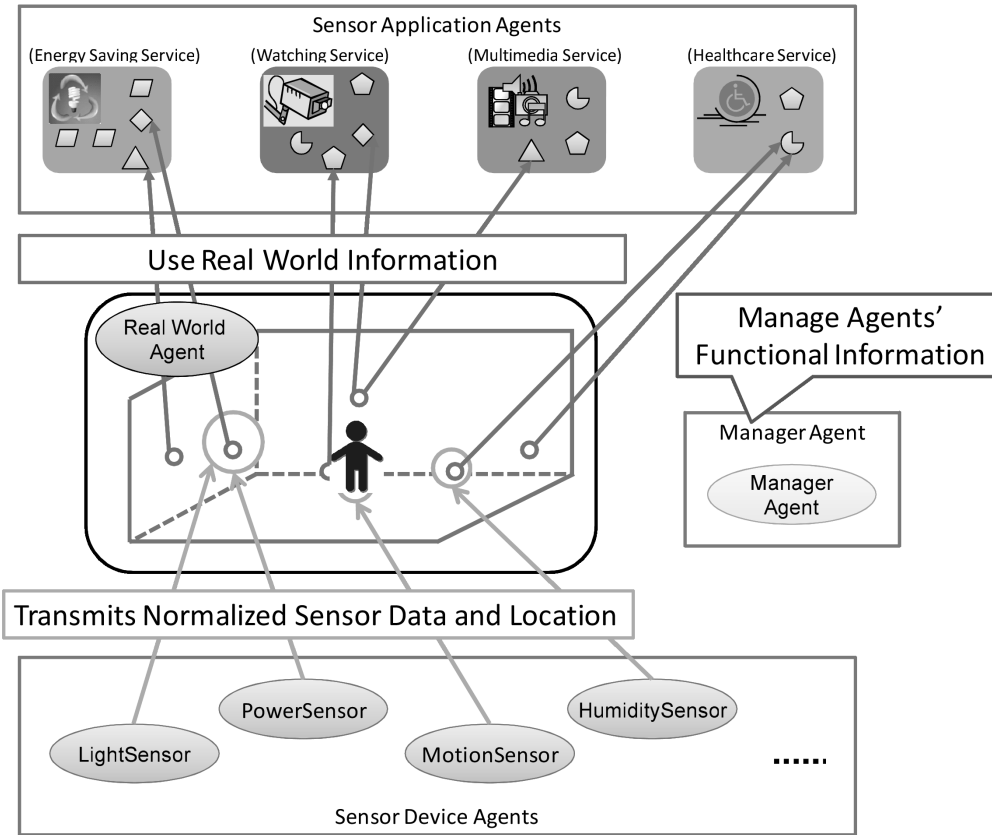 Sensor Application Agents
(Energy Saving Service)
(Watching Service)
(Multimedia Service)
(Healthcare Service)
Use Real World Information
Real World
Agent
Manage Agents’
Functional Information
Manager Agent
Manager
Agent
Transmits Normalized Sensor Data and Location
PowerSensor
HumiditySensor
LightSensor
MotionSensor
......
Sensor Device Agents